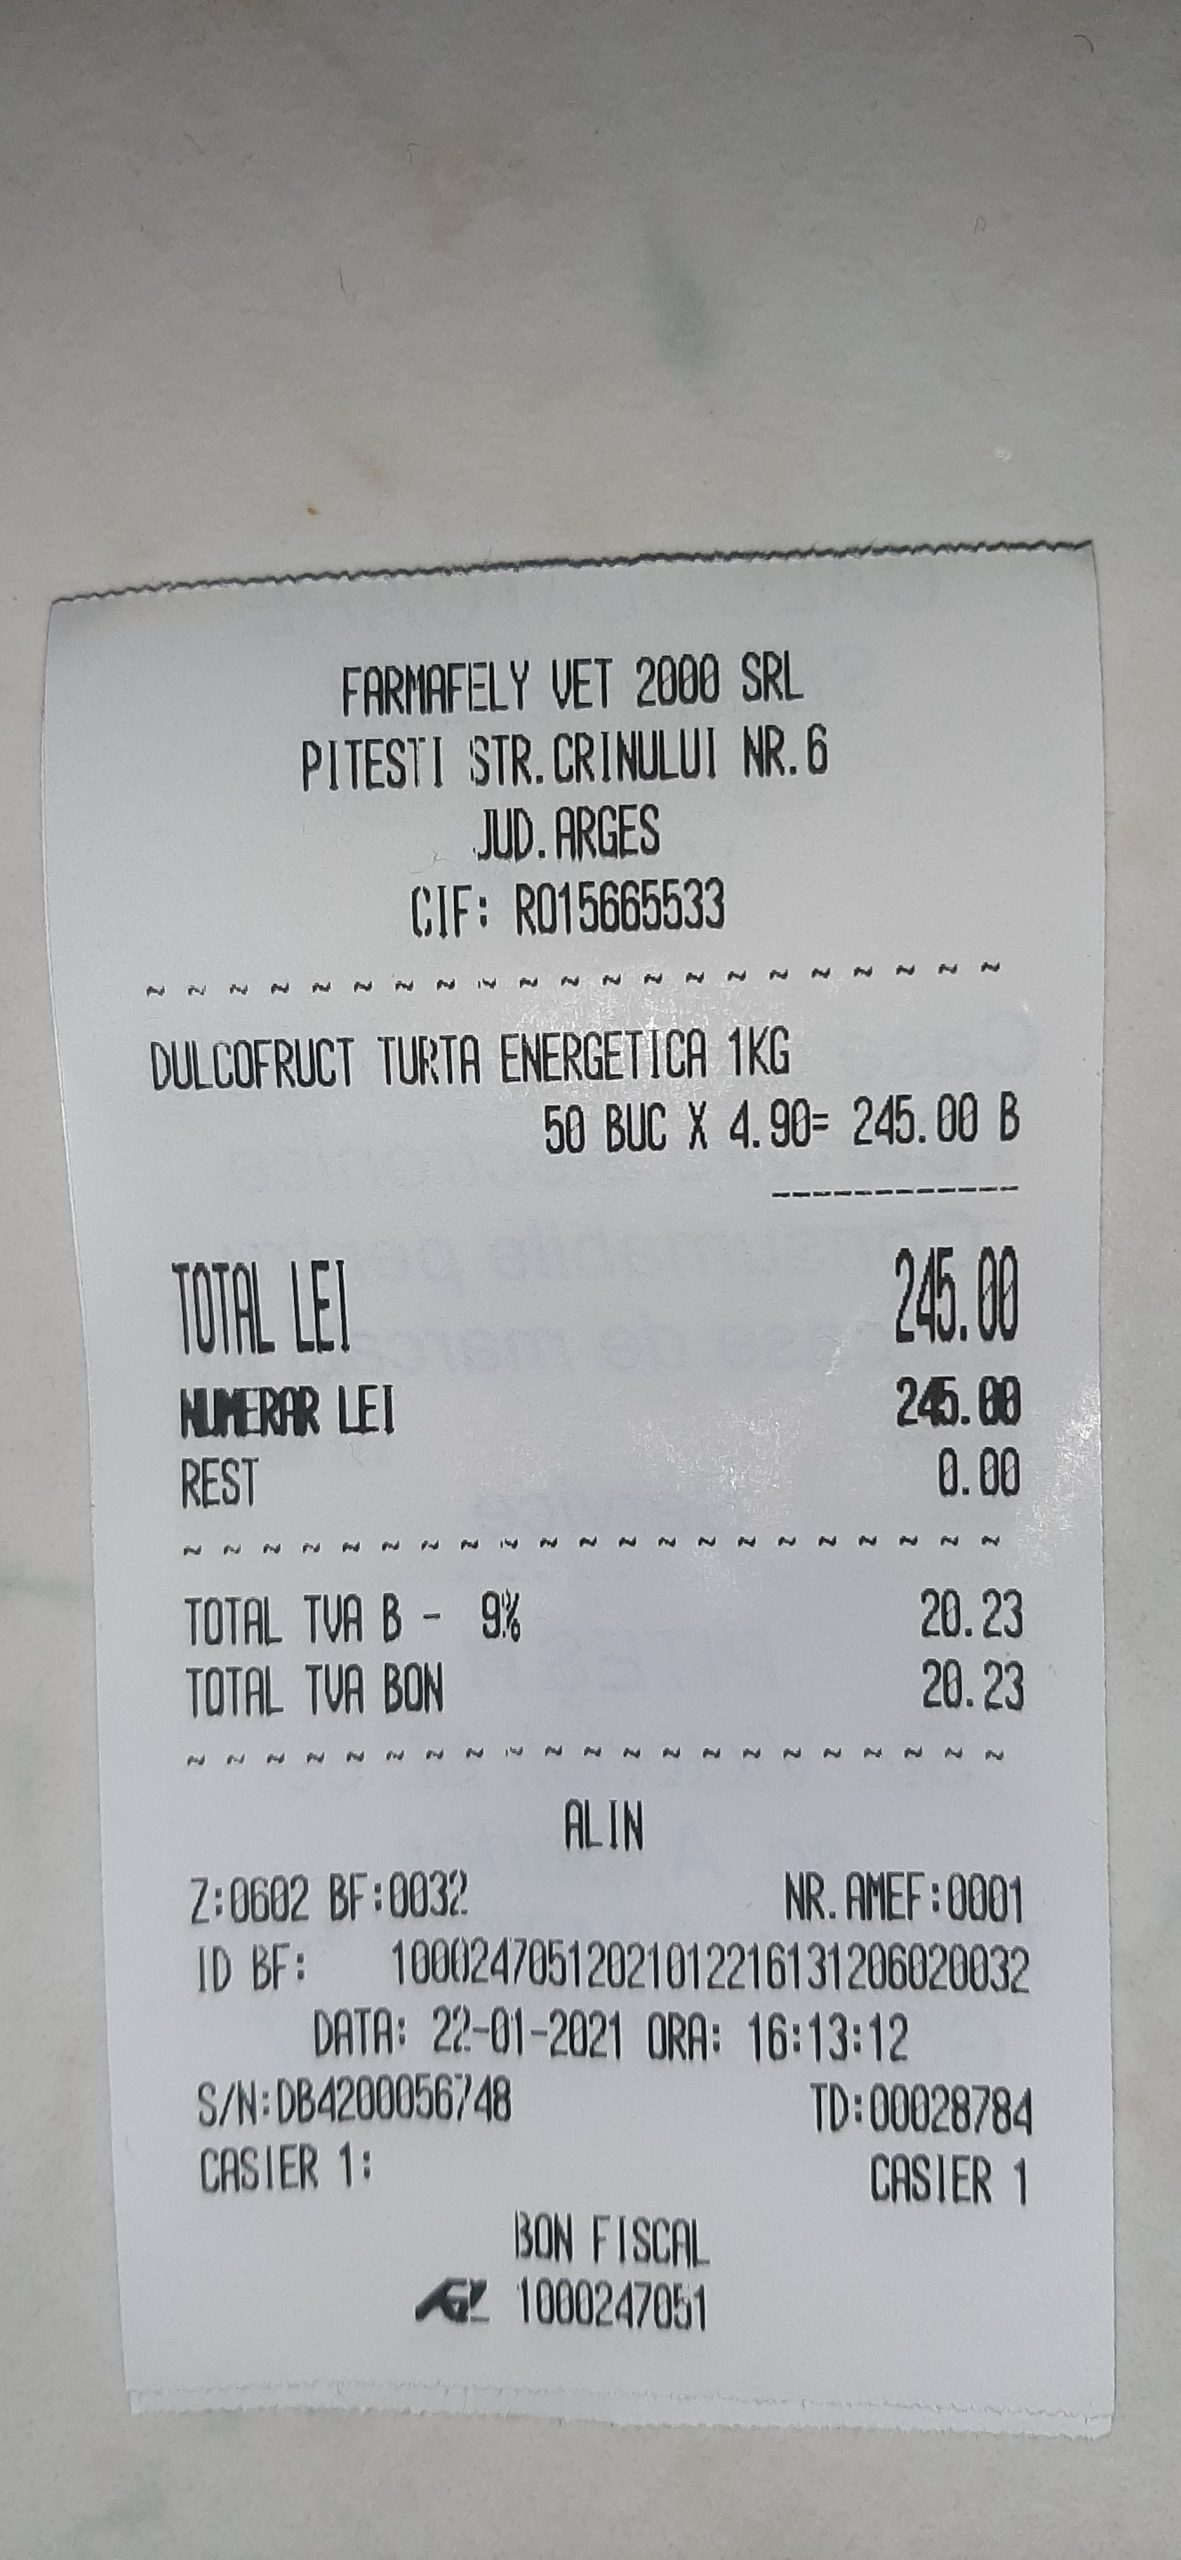 FARMAFELY VET 2000 SRL
PITESTI STR.CRINULUI NR.6
JUD.ARGES
CIF: RO15665533
~ ~ ~ ~ ~ ~ ~ ~ ~ ~ ~ ~ ~ ~ ~ ~ ~ ~ ~ ~ ~
DULCOFRUCT TURTA ENERGETICA 1KG
50 BUC X 4.90= 245.00 B
------------
TOTAL LEI 245.00
NUMERAR LEI 245.00
REST 0.00
~ ~ ~ ~ ~ ~ ~ ~ ~ ~ ~ ~ ~ ~ ~ ~ ~ ~ ~ ~ ~
TOTAL TVA B - 9% 20.23
TOTAL TVA BON 20.23
~ ~ ~ ~ ~ ~ ~ ~ ~ ~ ~ ~ ~ ~ ~ ~ ~ ~ ~ ~ ~
ALIN
Z:0602 BF:0032 NR.AMEF:0001
ID BF: 1000247051202101221613120602​0032
DATA: 22-01-2021 ORA: 16:13:12
S/N:DB4200056748 TD:00028784
CASIER 1: CASIER 1
BON FISCAL
1000247051